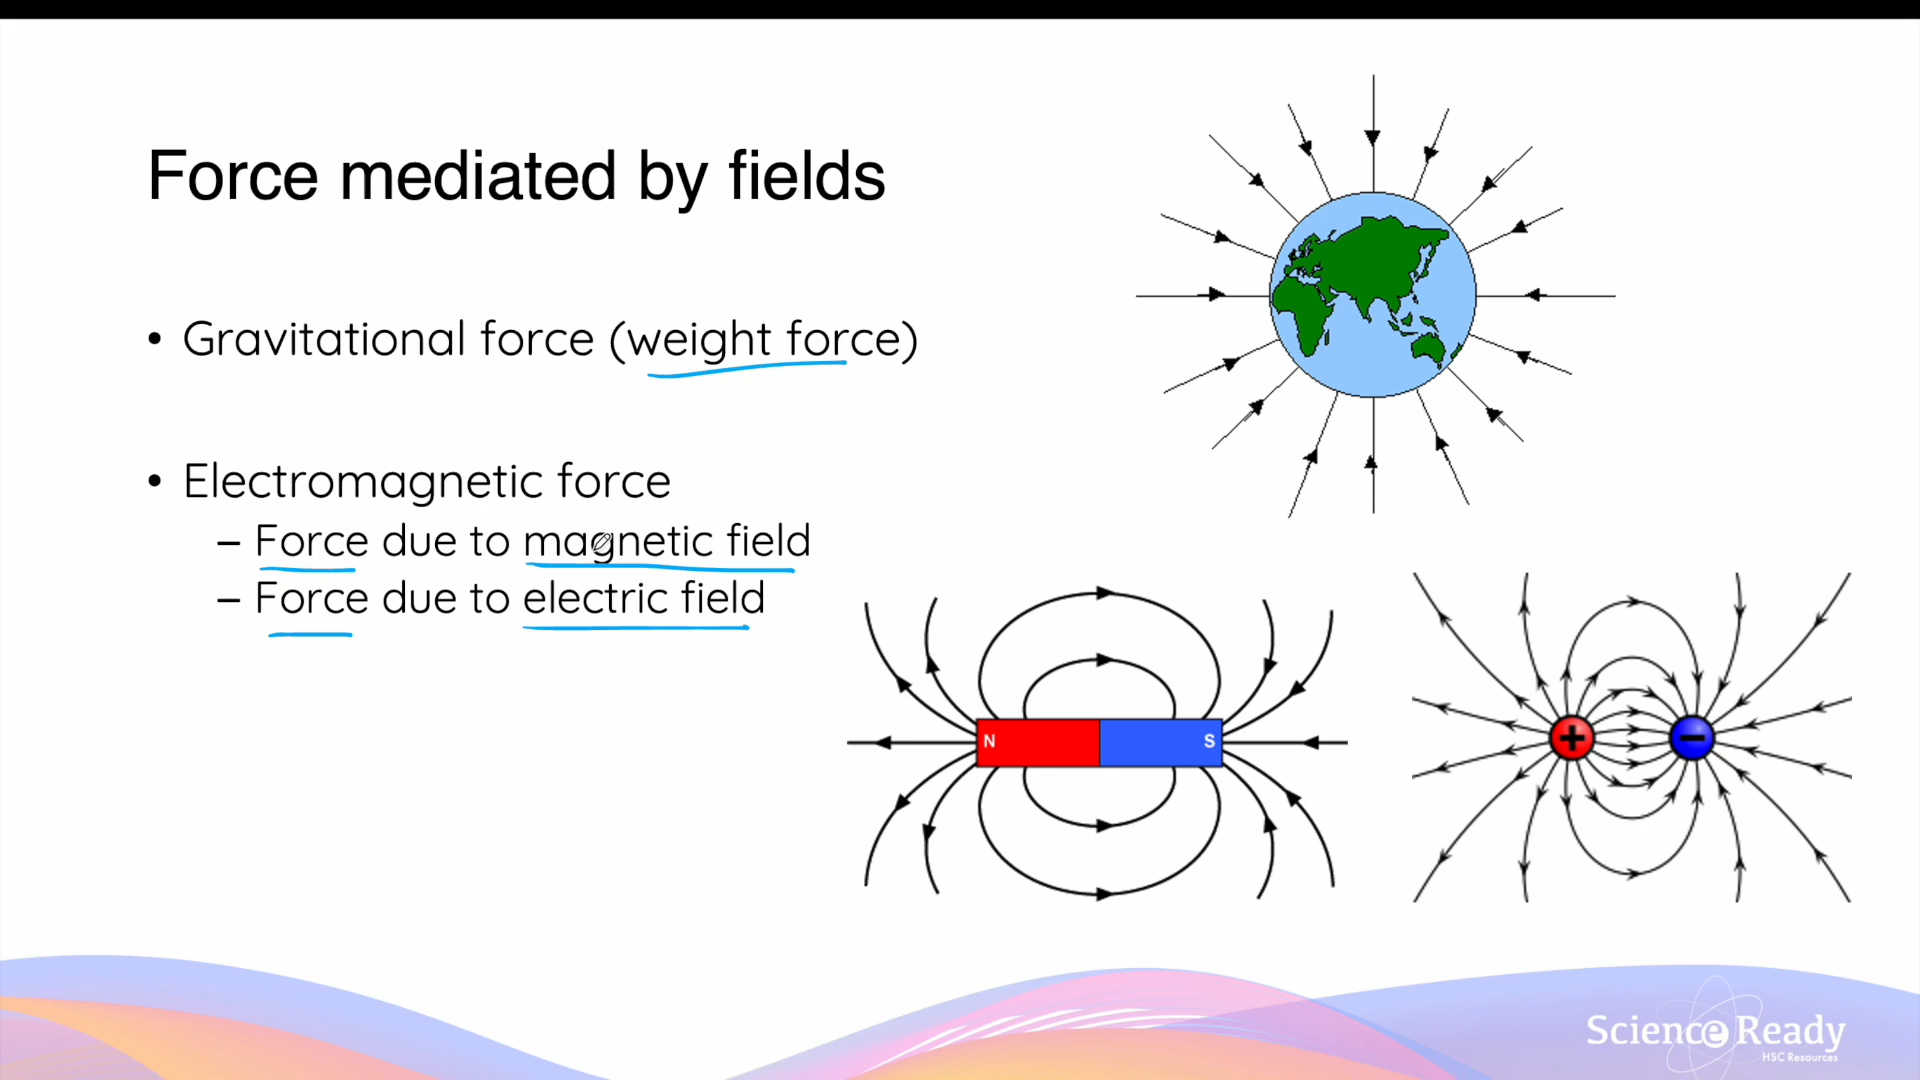 Force mediated by fields
• Gravitational force (weight force)
• Electromagnetic force
– Force due to magnetic field
– Force due to electric field
N S
+ −
Science Ready
HSC Resources